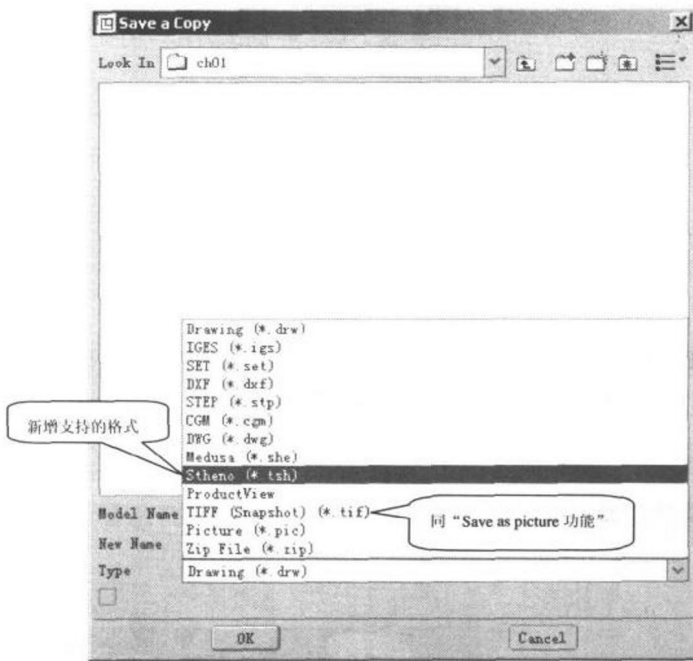 Save a Copy
Look In ch01
Drawing (*.drw)
IGES (*.igs)
SET (*.set)
DXF (*.dxf)
STEP (*.stp)
CGM (*.cgm)
DWG (*.dwg)
Medusa (*.she)
Stheno (*.tsh)
ProductView
TIFF (Snapshot) (*.tif)
Picture (*.pic)
Zip File (*.zip)
新增支持的格式
同“Save as picture 功能”
Model Name
New Name
Type Drawing (*.drw)
OK Cancel